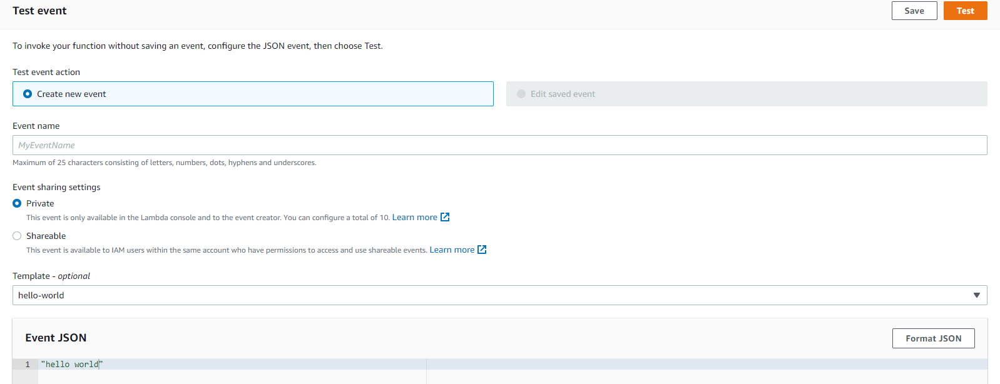 Test event
Save
Test
To invoke your function without saving an event, configure the JSON event, then choose Test.
Test event action
Create new event
Edit saved event
Event name
MyEventName
Maximum of 25 characters consisting of letters, numbers, dots, hyphens and underscores.
Event sharing settings
Private
This event is only available in the Lambda console and to the event creator. You can configure a total of 10. Learn more
Shareable
This event is available to IAM users within the same account who have permissions to access and use shareable events. Learn more
Template - optional
hello-world
Event JSON
Format JSON
1 "hello world"